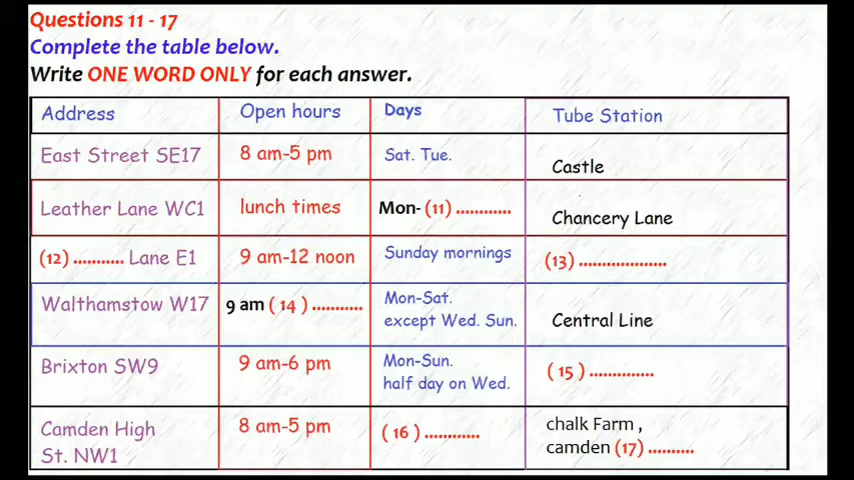 Questions 11 - 17
Complete the table below.
Write ONE WORD ONLY for each answer.
Address Open hours Days Tube Station
East Street SE17 8 am-5 pm Sat. Tue. Castle
Leather Lane WC1 lunch times Mon- (11) ............ Chancery Lane
(12) ........... Lane E1 9 am-12 noon Sunday mornings (13) ...................
Walthamstow W17 9 am ( 14 ) ........... Mon-Sat.
except Wed. Sun. Central Line
Brixton SW9 9 am-6 pm Mon-Sun.
half day on Wed. ( 15 ) ..............
Camden High
St. NW1 8 am-5 pm ( 16 ) ............ chalk Farm ,
camden (17) ..........